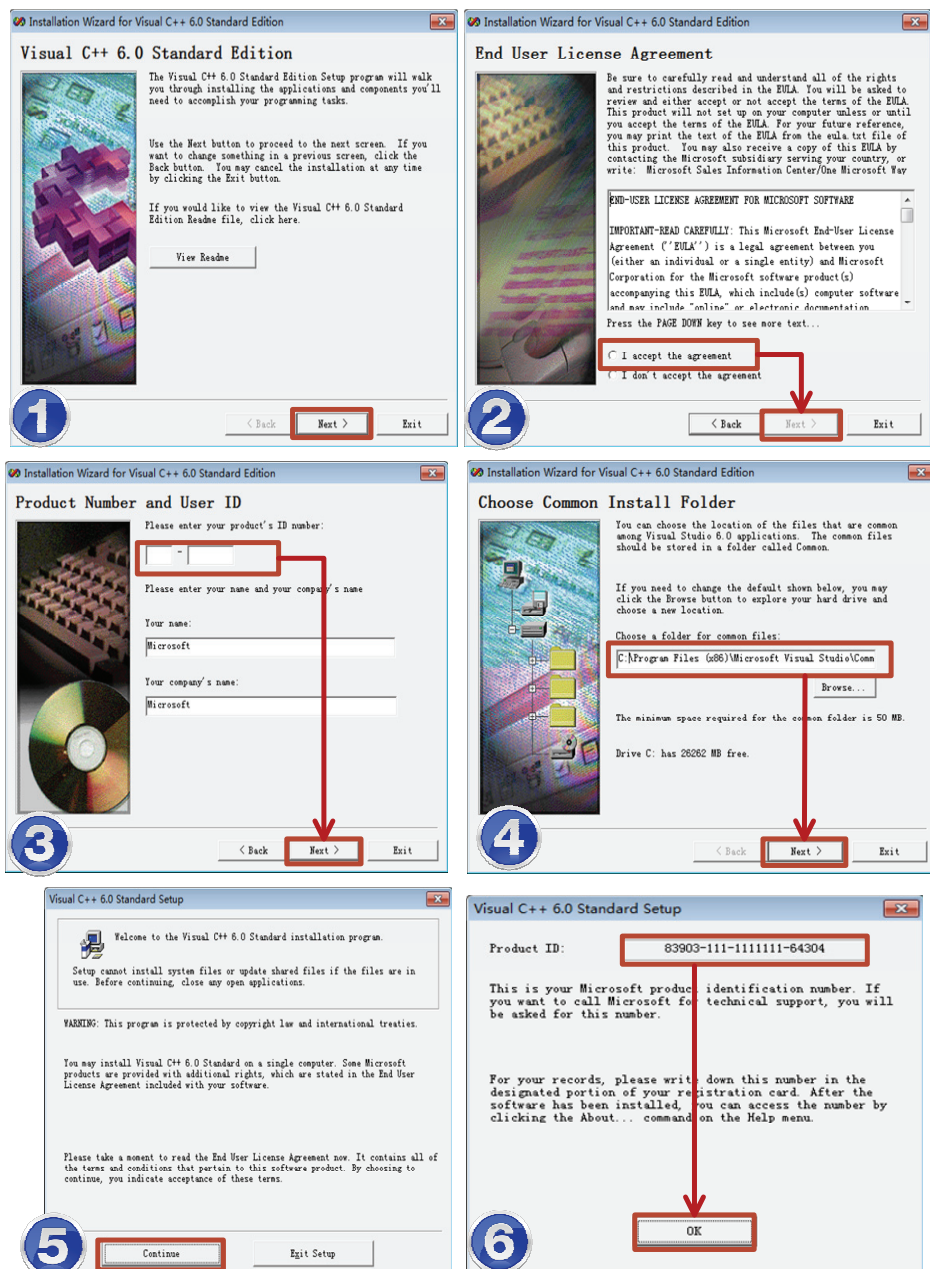 Installation Wizard for Visual C++ 6.0 Standard Edition
Visual C++ 6.0 Standard Edition
The Visual C++ 6.0 Standard Edition Setup program will walk
you through installing the applications and components you'll
need to accomplish your programming tasks.
Use the Next button to proceed to the next screen. If you
want to change something in a previous screen, click the
Back button. You may cancel the installation at any time
by clicking the Exit button.
If you would like to view the Visual C++ 6.0 Standard
Edition Readme file, click here.
View Readme
1
< Back
Next >
Exit
Installation Wizard for Visual C++ 6.0 Standard Edition
End User License Agreement
Be sure to carefully read and understand all of the rights
and restrictions described in the EULA. You will be asked to
review and either accept or not accept the terms of the EULA.
This product will not set up on your computer unless or until
you accept the terms of the EULA. For your future reference,
you may print the text of the EULA from the eula.txt file of
this product. You may also receive a copy of this EULA by
contacting the Microsoft subsidiary serving your country, or
write: Microsoft Sales Information Center/One Microsoft Way
END-USER LICENSE AGREEMENT FOR MICROSOFT SOFTWARE
IMPORTANT-READ CAREFULLY: This Microsoft End-User License
Agreement (''EULA'') is a legal agreement between you
(either an individual or a single entity) and Microsoft
Corporation for the Microsoft software product(s)
accompanying this EULA, which include(s) computer software
and may include "online" or electronic documentation
Press the PAGE DOWN key to see more text...
I accept the agreement
I don't accept the agreement
2
< Back
Next >
Exit
Installation Wizard for Visual C++ 6.0 Standard Edition
Product Number and User ID
Please enter your product's ID number:
-
Please enter your name and your company's name
Your name:
Microsoft
Your company's name:
Microsoft
3
< Back
Next >
Exit
Installation Wizard for Visual C++ 6.0 Standard Edition
Choose Common Install Folder
You can choose the location of the files that are common
among Visual Studio 6.0 applications. The common files
should be stored in a folder called Common.
If you need to change the default shown below, you may
click the Browse button to explore your hard drive and
choose a new location.
Choose a folder for common files:
C:\Program Files (x86)\Microsoft Visual Studio\Comm
Browse...
The minimum space required for the common folder is 50 MB.
Drive C: has 26262 MB free.
4
< Back
Next >
Exit
Visual C++ 6.0 Standard Setup
Welcome to the Visual C++ 6.0 Standard installation program.
Setup cannot install system files or update shared files if the files are in
use. Before continuing, close any open applications.
WARNING: This program is protected by copyright law and international treaties.
You may install Visual C++ 6.0 Standard on a single computer. Some Microsoft
products are provided with additional rights, which are stated in the End User
License Agreement included with your software.
Please take a moment to read the End User License Agreement now. It contains all of
the terms and conditions that pertain to this software product. By choosing to
continue, you indicate acceptance of these terms.
5
Continue
Exit Setup
Visual C++ 6.0 Standard Setup
Product ID:
83903-111-1111111-64304
This is your Microsoft product identification number. If
you want to call Microsoft for technical support, you will
be asked for this number.
For your records, please write down this number in the
designated portion of your registration card. After the
software has been installed, you can access the number by
clicking the About... command on the Help menu.
6
OK